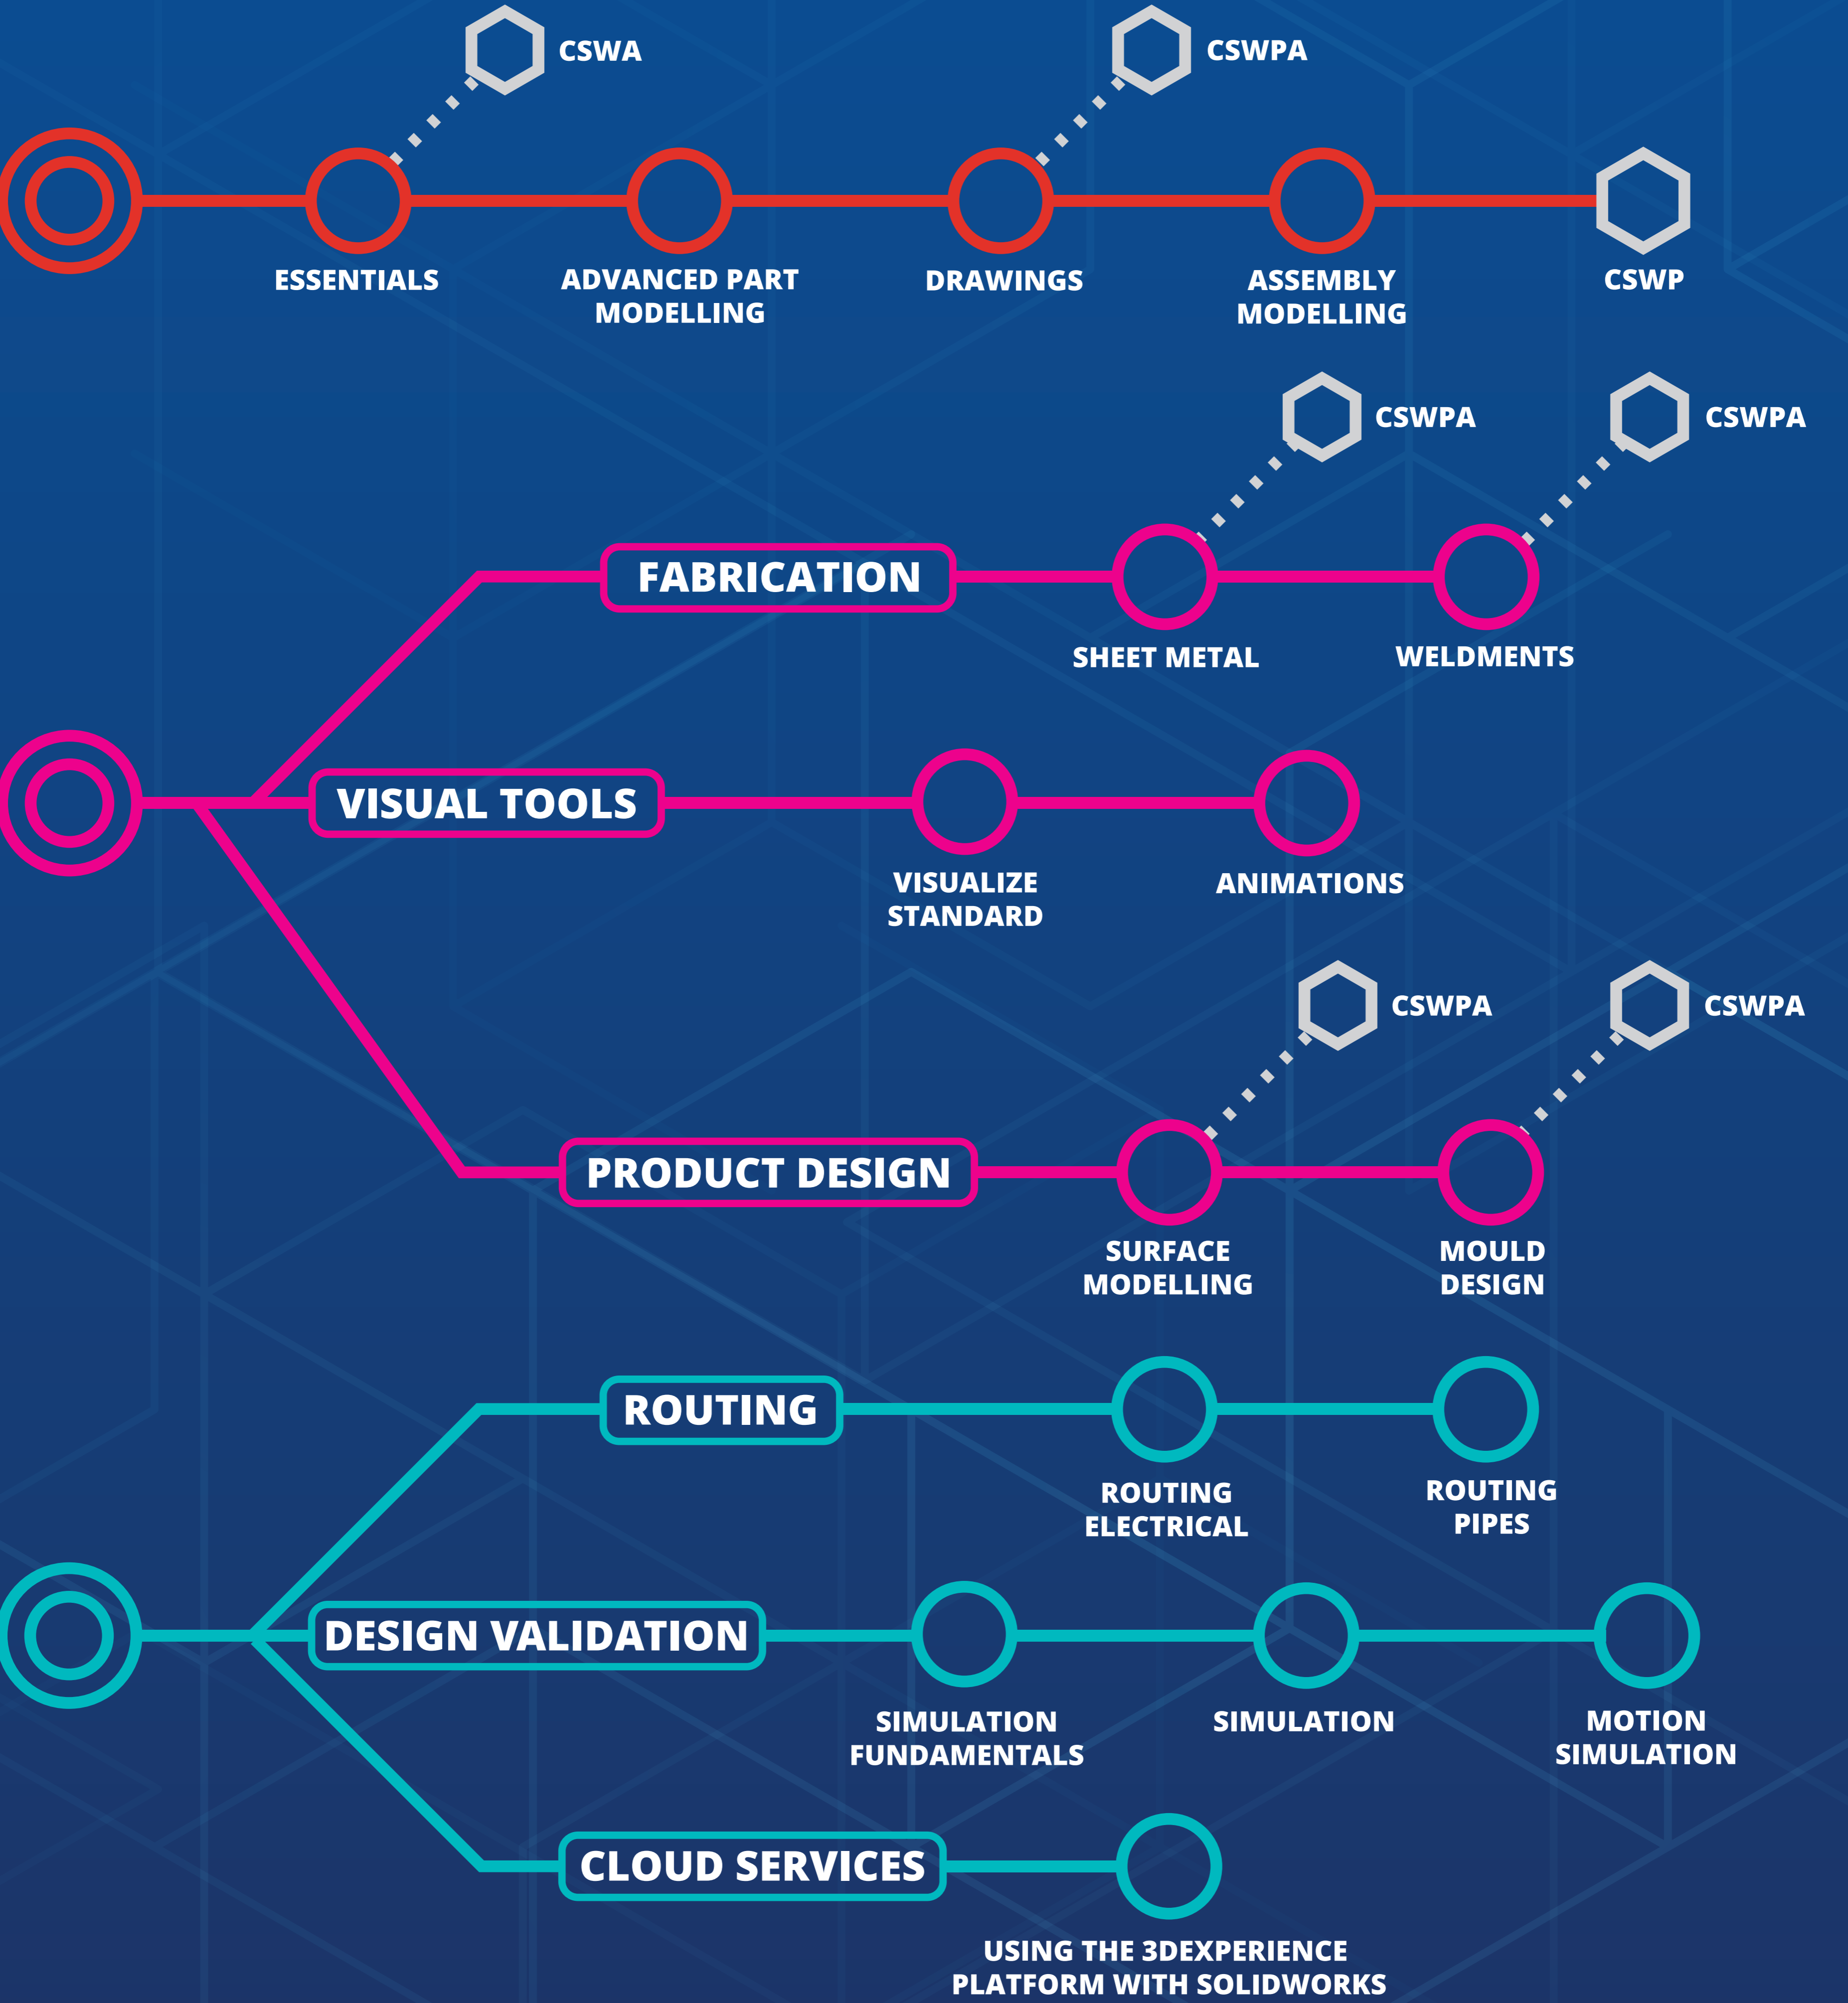 CSWA
CSWPA
ESSENTIALS
ADVANCED PART
MODELLING
DRAWINGS
ASSEMBLY
MODELLING
CSWP
CSWPA
CSWPA
FABRICATION
SHEET METAL
WELDMENTS
VISUAL TOOLS
VISUALIZE
STANDARD
ANIMATIONS
CSWPA
CSWPA
PRODUCT DESIGN
SURFACE
MODELLING
MOULD
DESIGN
ROUTING
ROUTING
ELECTRICAL
ROUTING
PIPES
DESIGN VALIDATION
SIMULATION
FUNDAMENTALS
SIMULATION
MOTION
SIMULATION
CLOUD SERVICES
USING THE 3DEXPERIENCE
PLATFORM WITH SOLIDWORKS